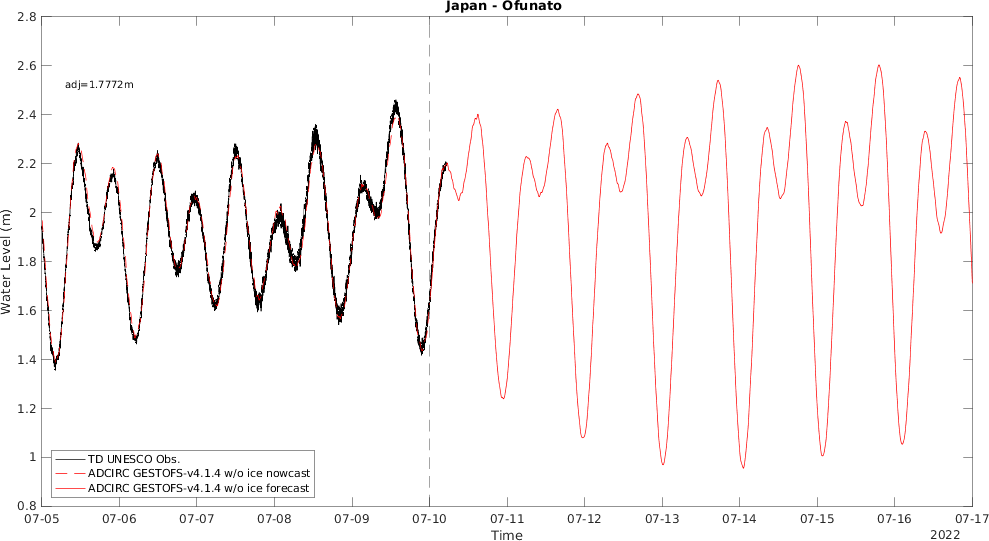 Japan - Ofunato
2.8
2.6
2.4
2.2
2
1.8
1.6
1.4
1.2
1
0.8
Water Level (m)
adj=1.7772m
TD UNESCO Obs.
ADCIRC GESTOFS-v4.1.4 w/o ice nowcast
ADCIRC GESTOFS-v4.1.4 w/o ice forecast
07-05 07-06 07-07 07-08 07-09 07-10 07-11 07-12 07-13 07-14 07-15 07-16 07-17
Time
2022